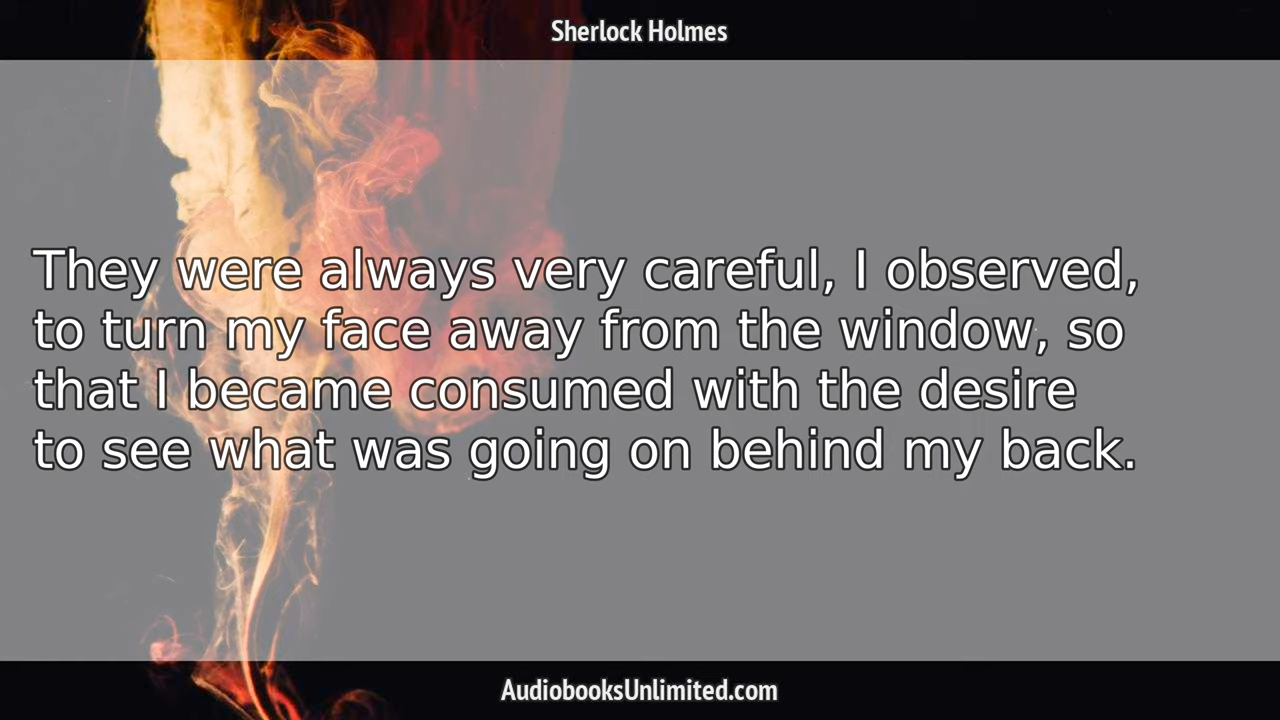 Sherlock Holmes
They were always very careful, I observed,
to turn my face away from the window, so
that I became consumed with the desire
to see what was going on behind my back.
AudiobooksUnlimited.com